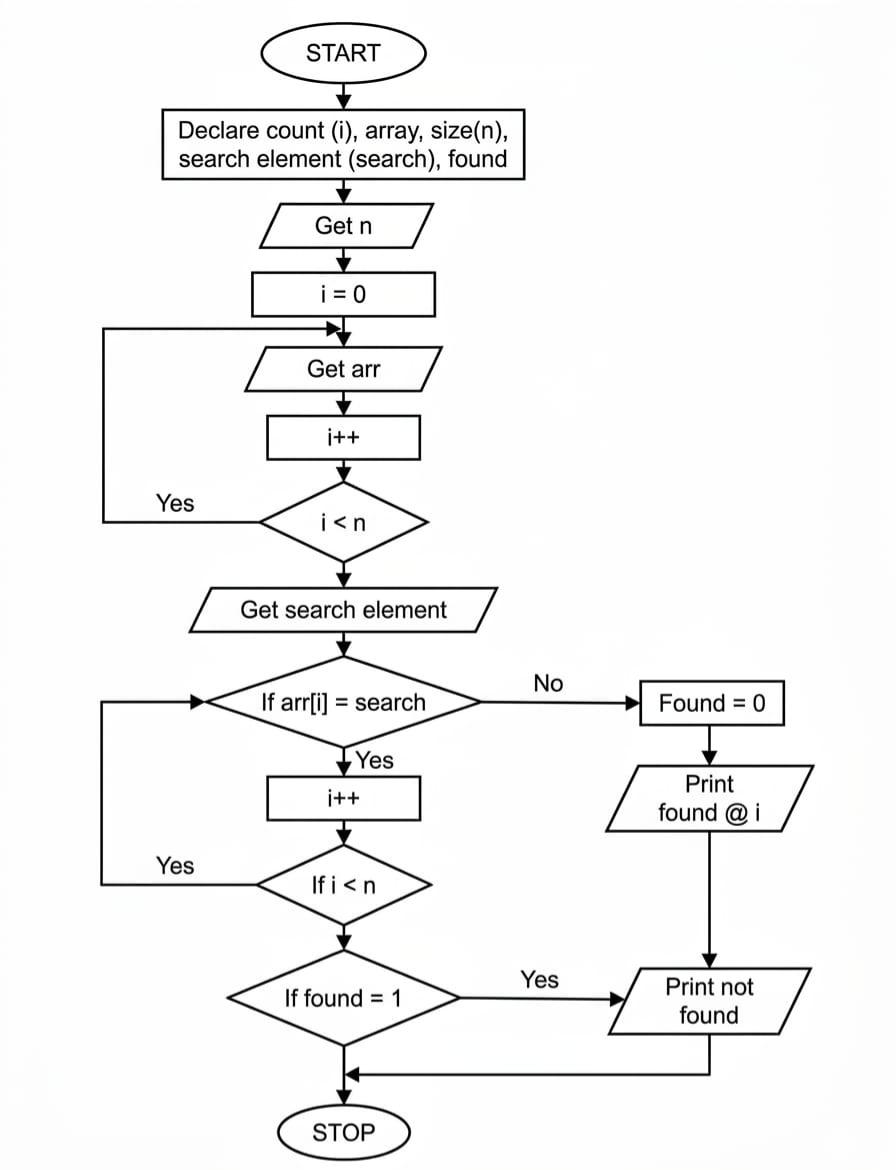 START
Declare count (i), array, size(n),
search element (search), found
Get n
i = 0
Get arr
i++
Yes
i < n
Get search element
If arr[i] = search
No
Found = 0
Yes
Print
found @ i
i++
Yes
If i < n
If found = 1
Yes
Print not
found
STOP